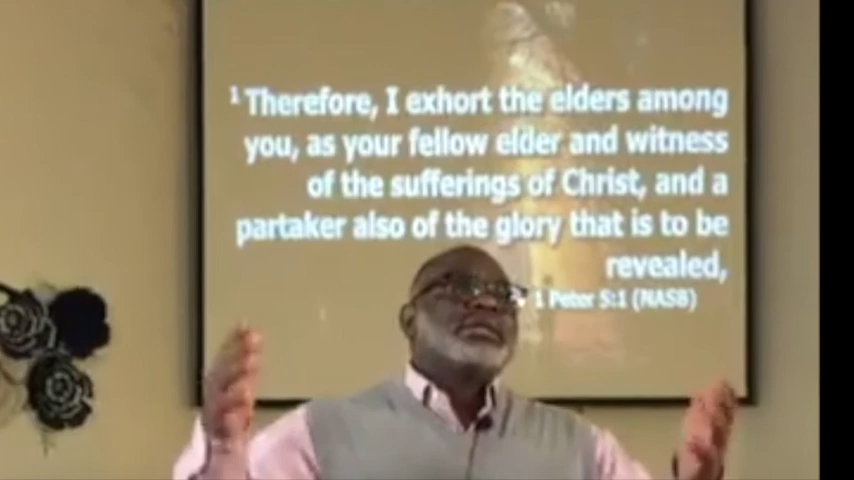 1 Therefore, I exhort the elders among
you, as your fellow elder and witness
of the sufferings of Christ, and a
partaker also of the glory that is to be
revealed,
1 Peter 5:1 (NASB)